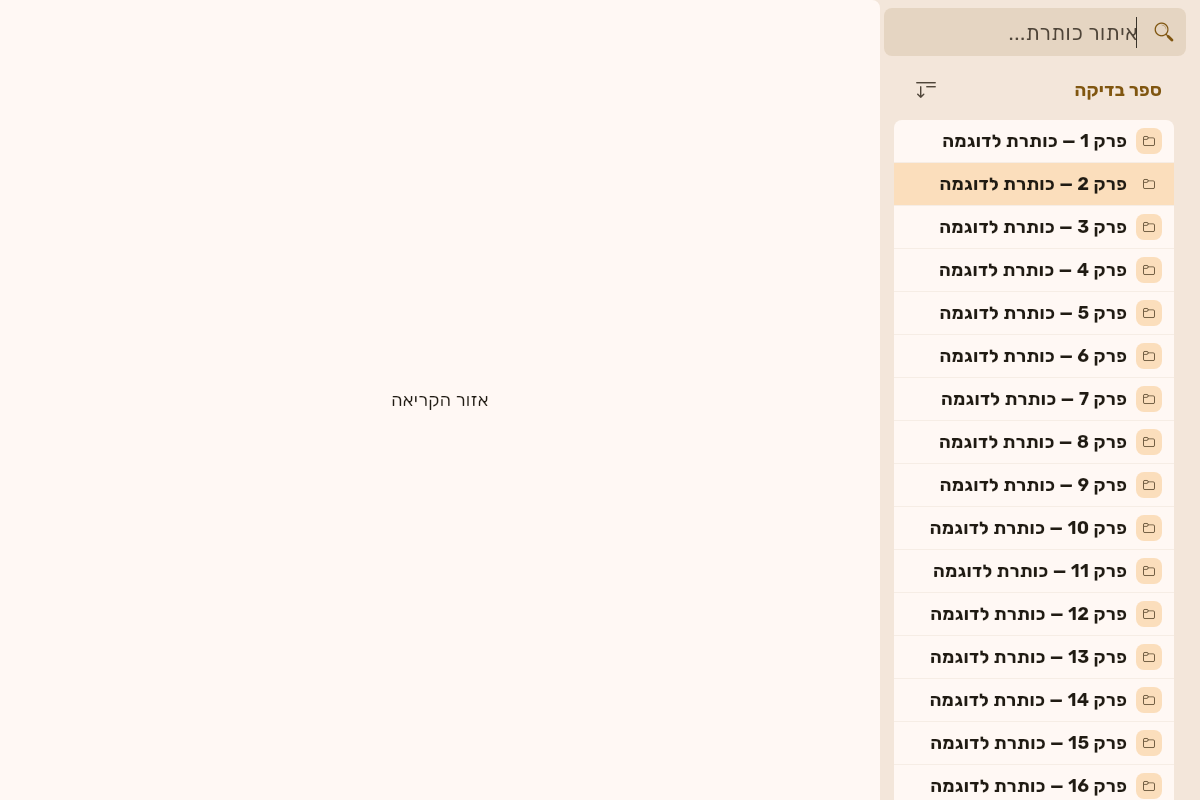 איתור כותרת...
ספר בדיקה
פרק 1 – כותרת לדוגמה
פרק 2 – כותרת לדוגמה
פרק 3 – כותרת לדוגמה
פרק 4 – כותרת לדוגמה
פרק 5 – כותרת לדוגמה
פרק 6 – כותרת לדוגמה
פרק 7 – כותרת לדוגמה
פרק 8 – כותרת לדוגמה
פרק 9 – כותרת לדוגמה
פרק 10 – כותרת לדוגמה
פרק 11 – כותרת לדוגמה
פרק 12 – כותרת לדוגמה
פרק 13 – כותרת לדוגמה
פרק 14 – כותרת לדוגמה
פרק 15 – כותרת לדוגמה
פרק 16 – כותרת לדוגמה
אזור הקריאה